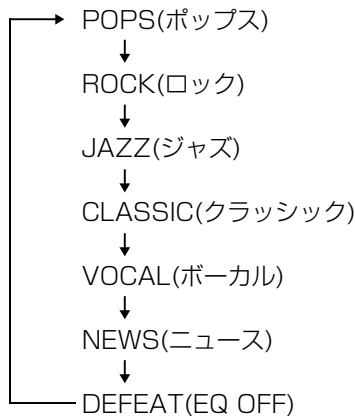 POPS(ポップス)
ROCK(ロック)
JAZZ(ジャズ)
CLASSIC(クラッシック)
VOCAL(ボーカル)
NEWS(ニュース)
DEFEAT(EQ OFF)